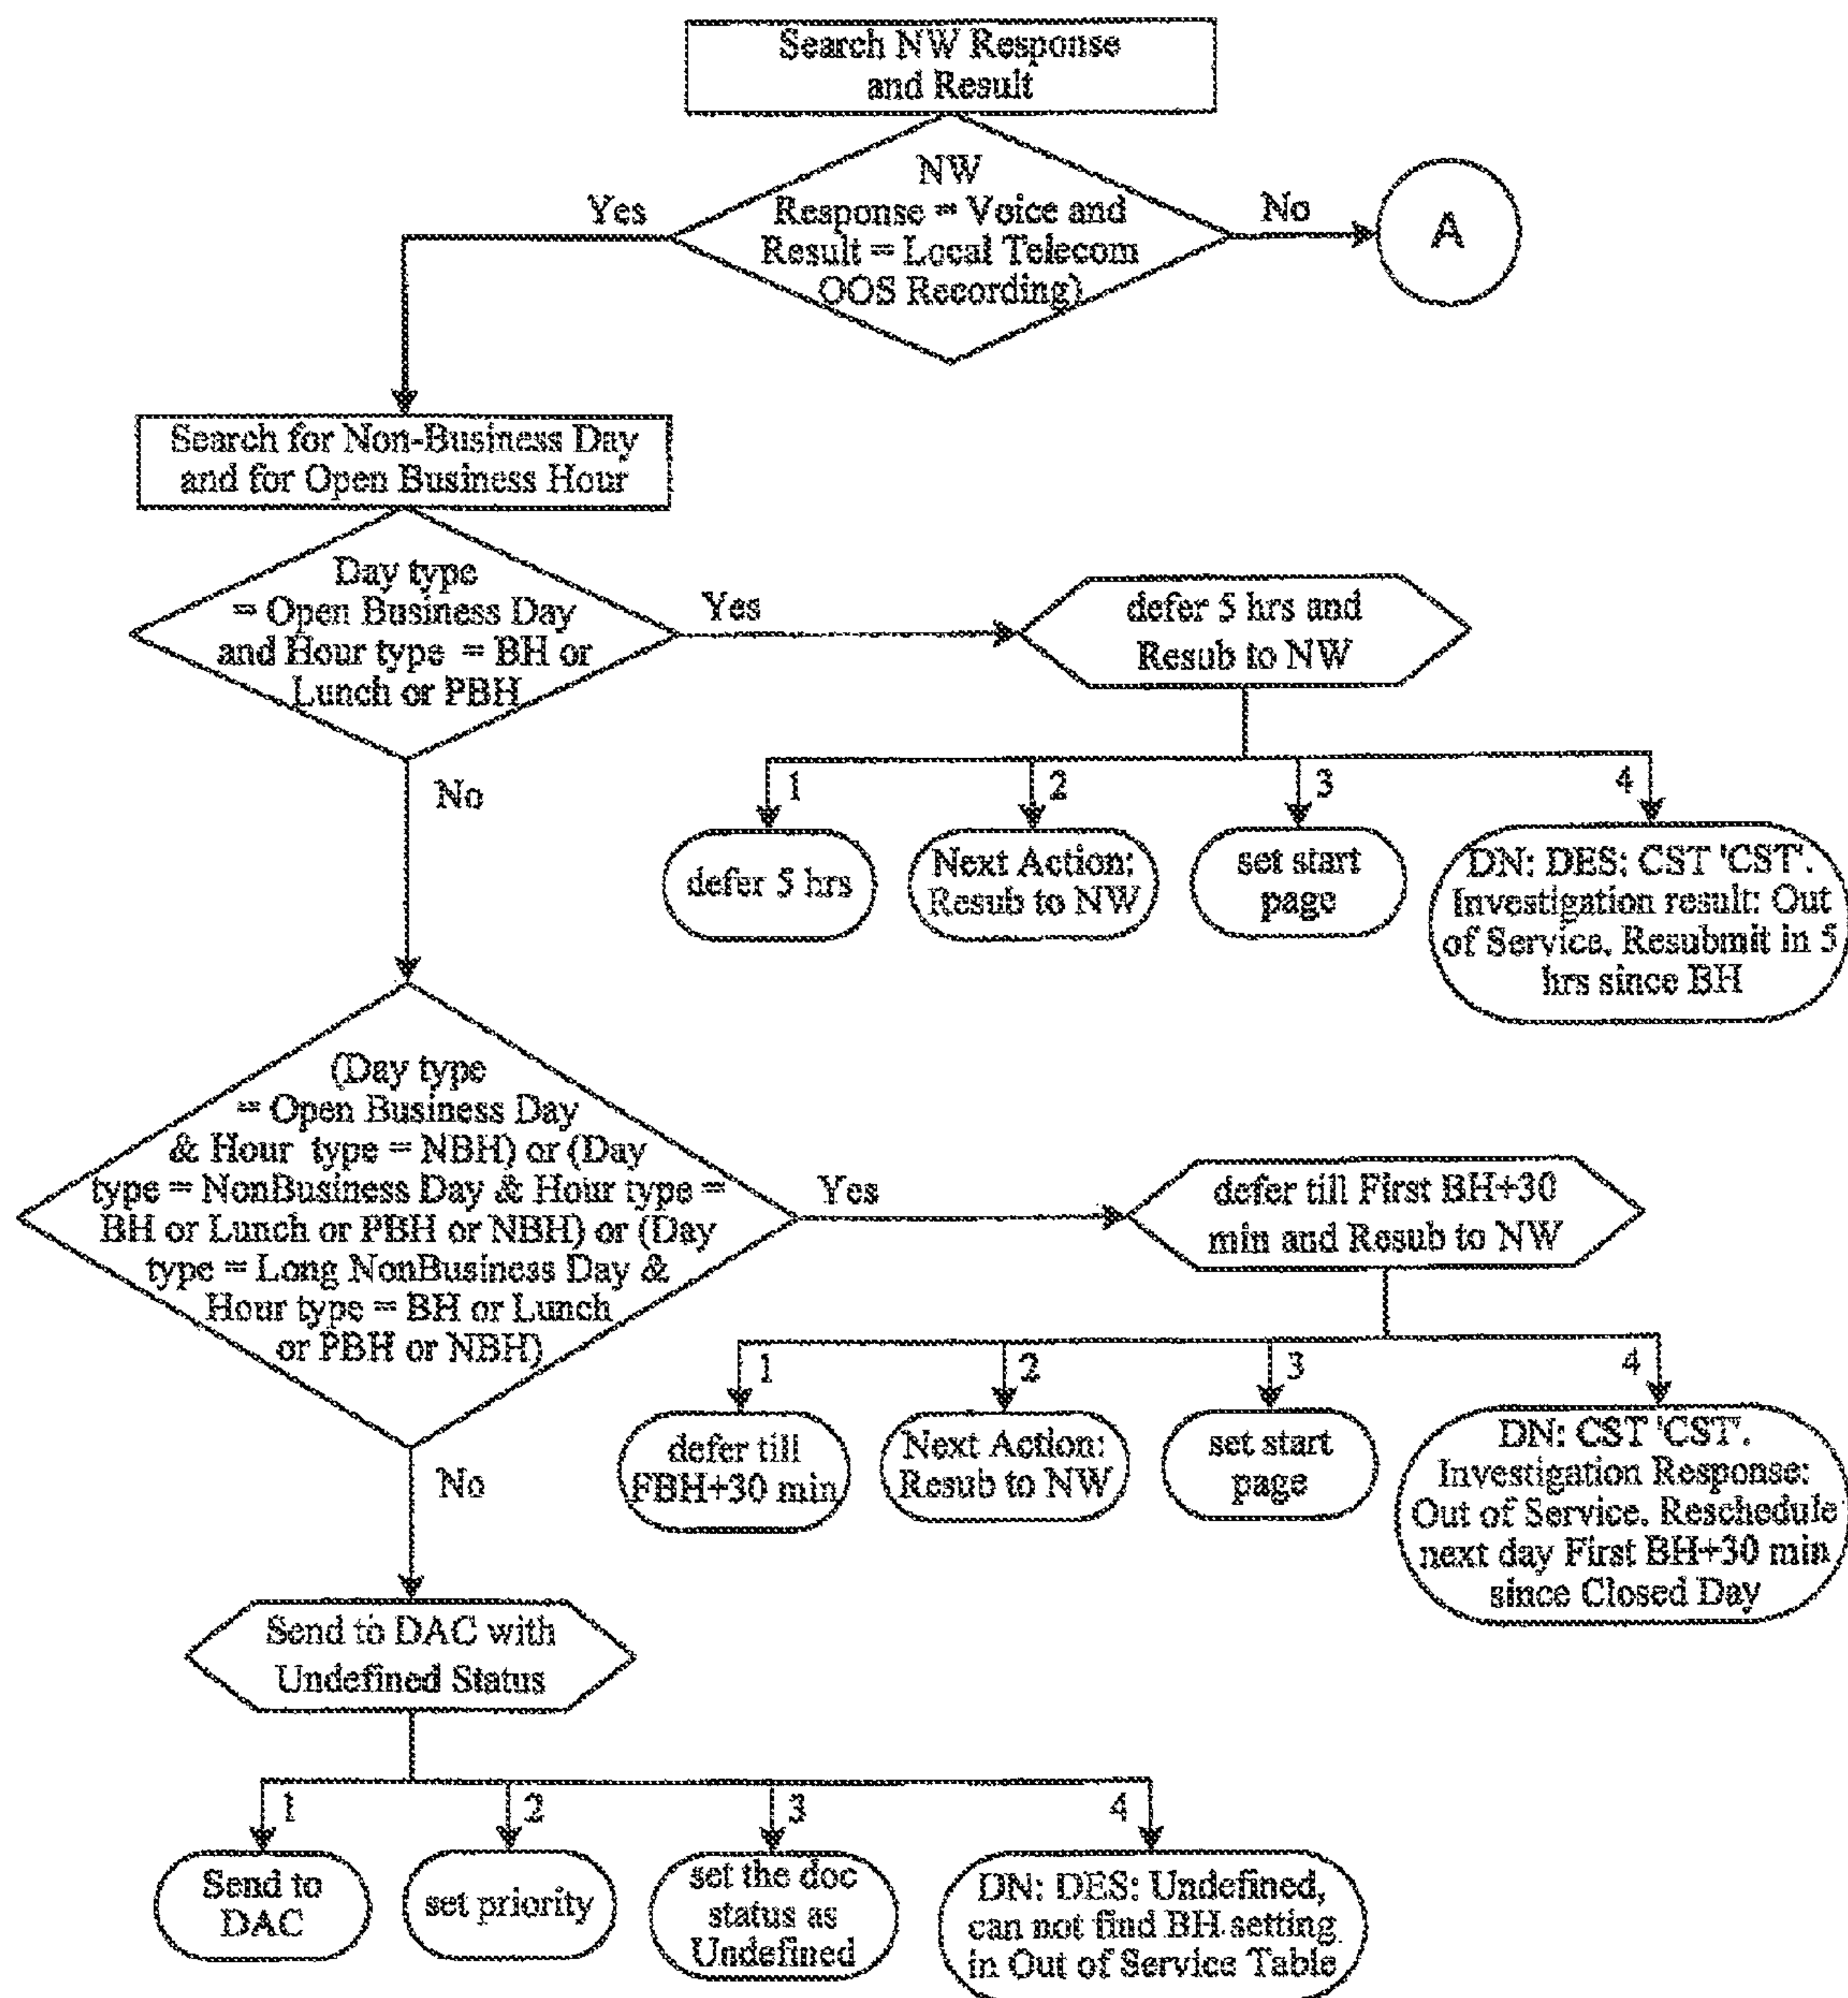 Search NW Response
and Result
NW
Response = Voice and
Result = Local Telecom
OOS Recording)
Yes
No
A
Search for Non-Business Day
and for Open Business Hour
Day type
= Open Business Day
and Hour type = BH or
Lunch or PBH
Yes
defer 5 hrs and
Resub to NW
No
1
2
3
4
defer 5 hrs
Next Action:
Resub to NW
set start
page
DN: DES: CST 'CST'.
Investigation result: Out
of Service. Resubmit in 5
hrs since BH
(Day type
= Open Business Day
& Hour type = NBH) or (Day
type = NonBusiness Day & Hour type =
BH or Lunch or PBH or NBH) or (Day
type = Long NonBusiness Day &
Hour type = BH or Lunch
or PBH or NBH)
Yes
defer till First BH+30
min and Resub to NW
No
1
2
3
4
defer till
FBH+30 min
Next Action:
Resub to NW
set start
page
DN: CST 'CST'.
Investigation Response:
Out of Service. Reschedule
next day First BH+30 min
since Closed Day
Send to DAC with
Undefined Status
1
2
3
4
Send to
DAC
set priority
set the doc
status as
Undefined
DN: DES: Undefined,
can not find BH setting
in Out of Service Table